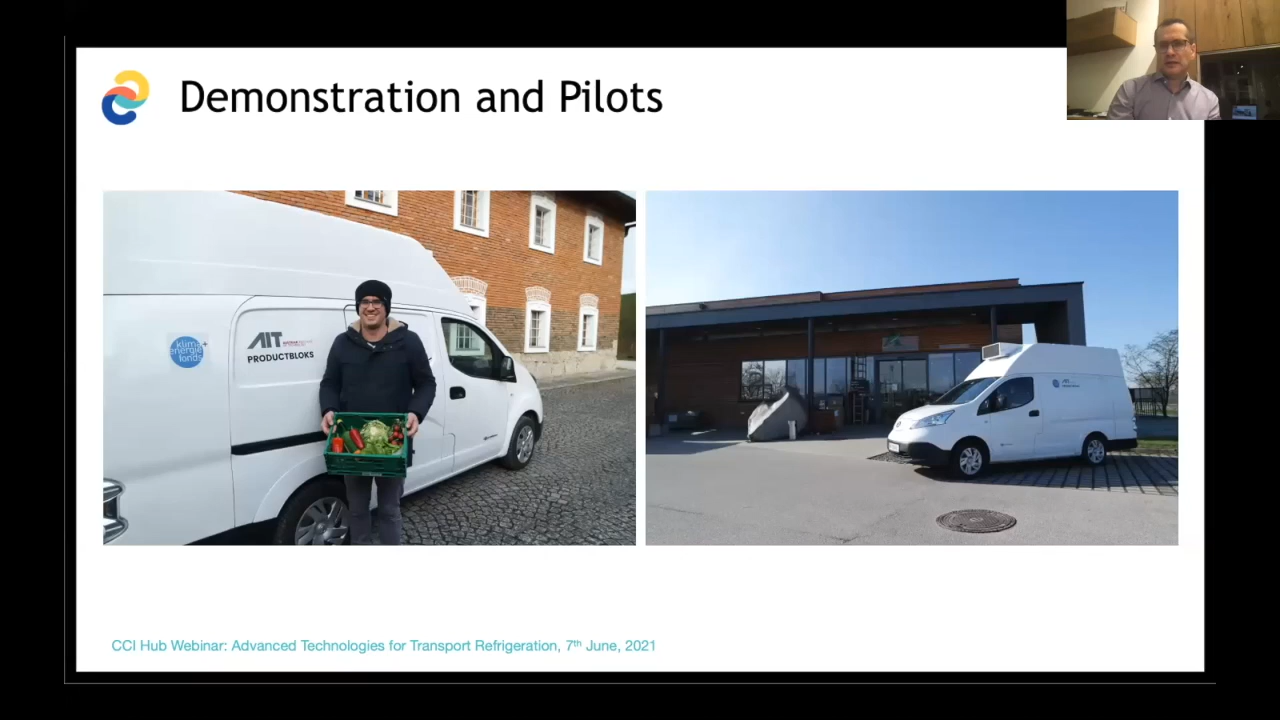 Demonstration and Pilots
klima+
energie
fonds
AIT
PRODUCTBLOKS
AIT
CCI Hub Webinar: Advanced Technologies for Transport Refrigeration, 7th June, 2021